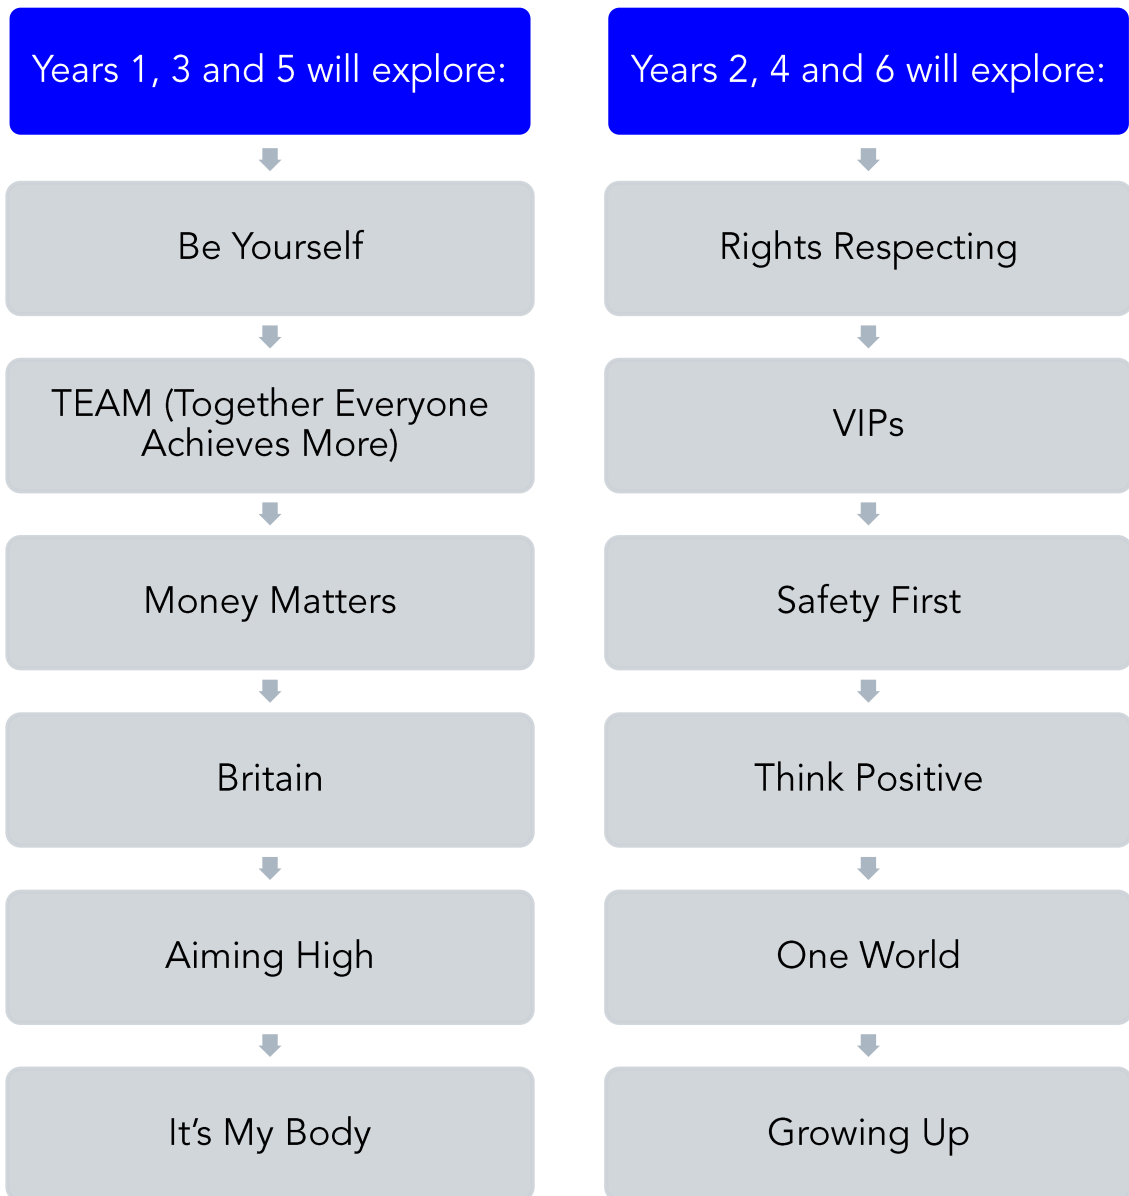 Years 1, 3 and 5 will explore:
Be Yourself
TEAM (Together Everyone
Achieves More)
Money Matters
Britain
Aiming High
It’s My Body
Years 2, 4 and 6 will explore:
Rights Respecting
VIPs
Safety First
Think Positive
One World
Growing Up